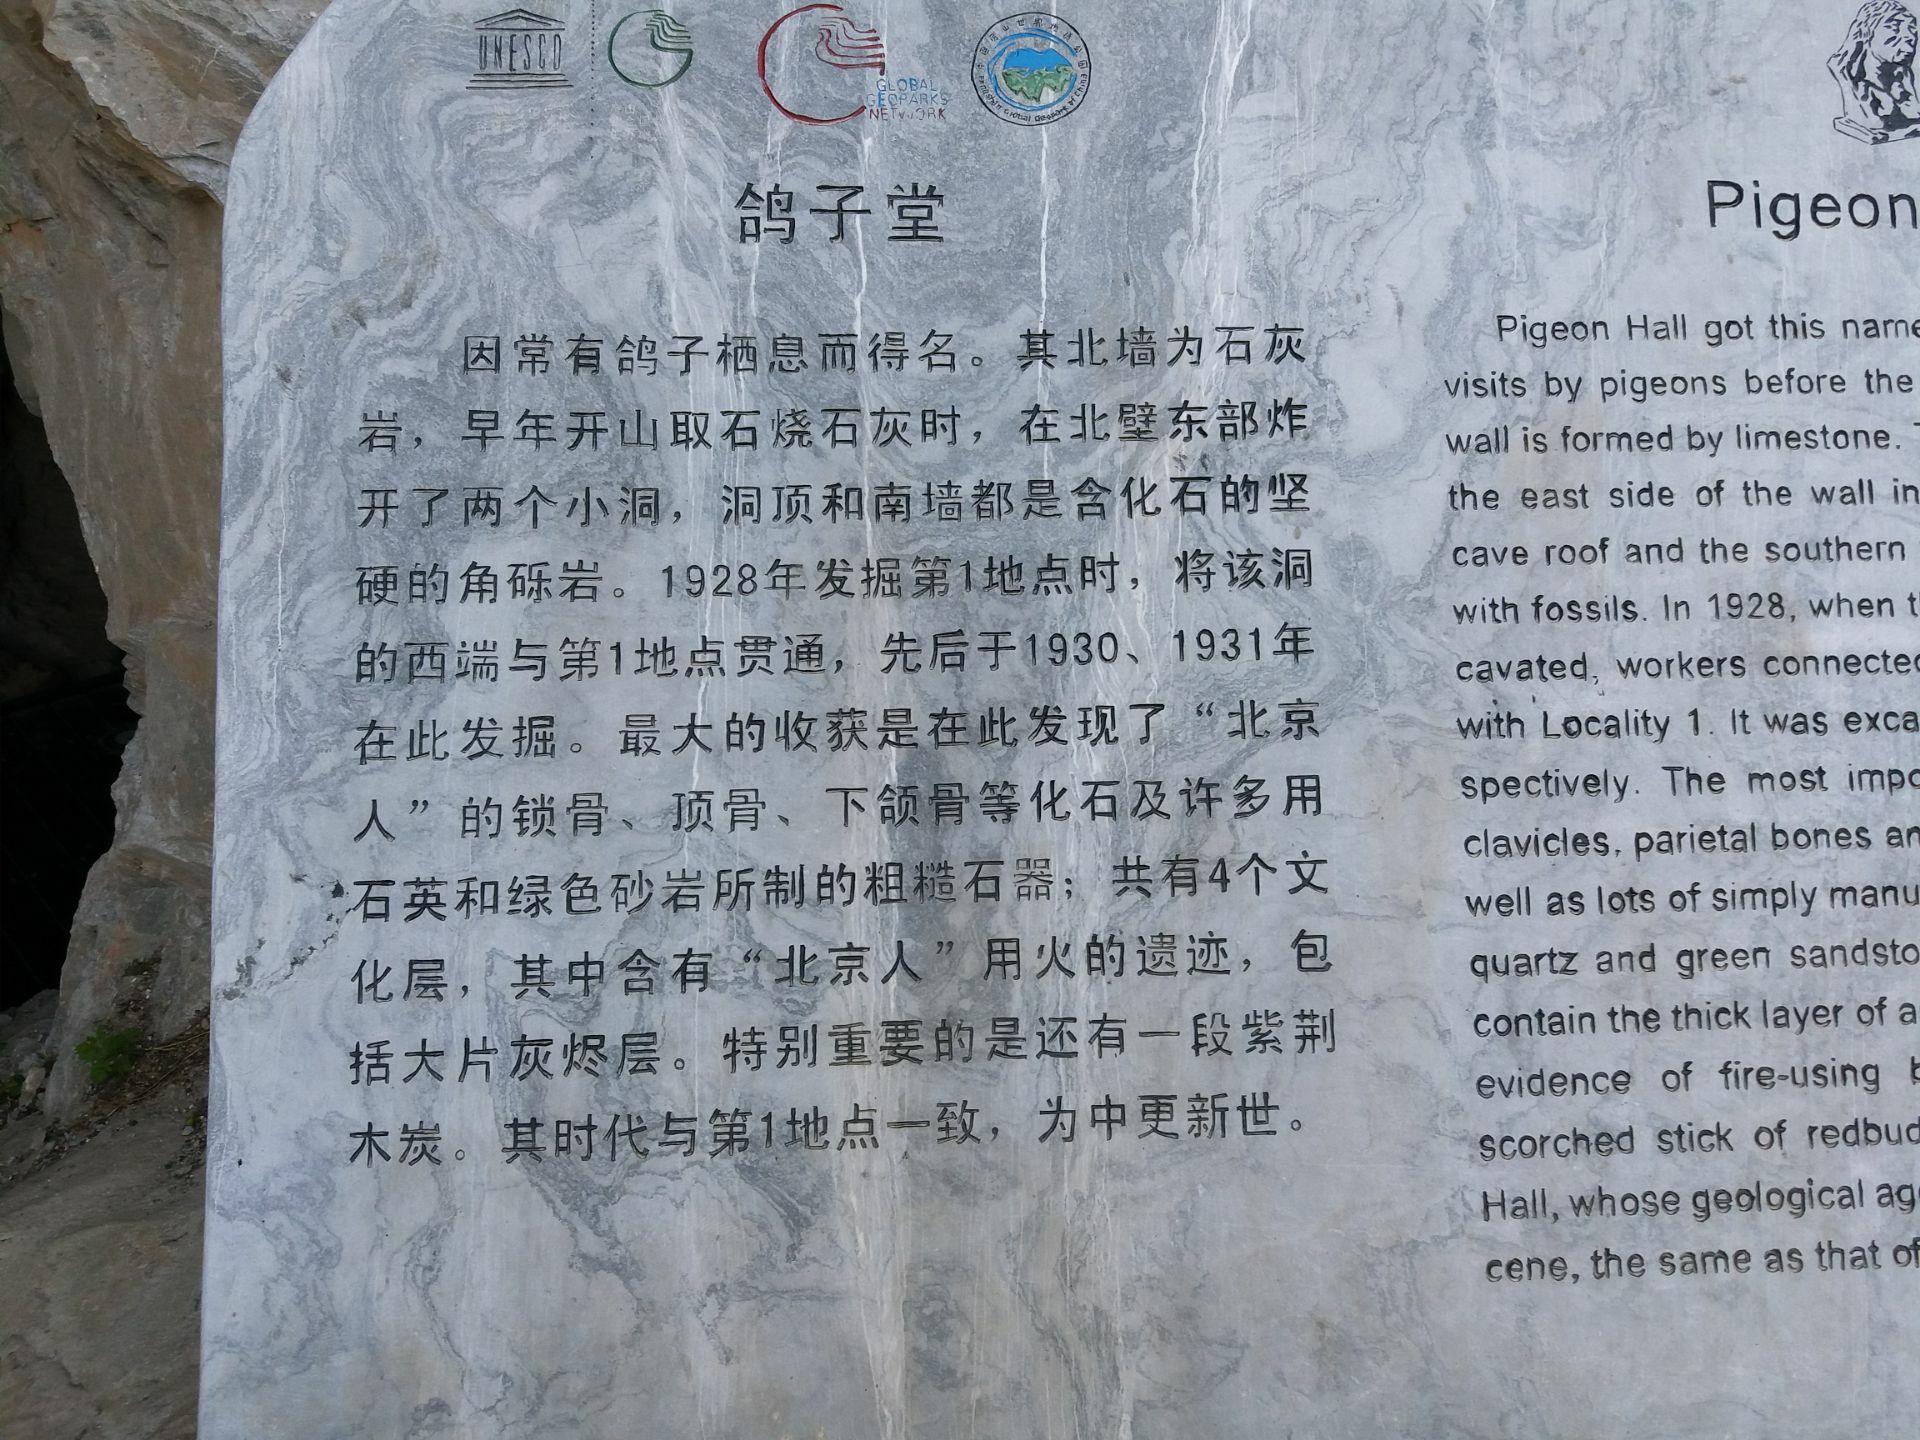 UNESCO
GLOBAL
GEOPARKS
NETWORK
鸽子堂
因常有鸽子栖息而得名。其北墙为石灰
岩，早年开山取石烧石灰时，在北壁东部炸
开了两个小洞，洞顶和南墙都是含化石的坚
硬的角砾岩。1928年发掘第1地点时，将该洞
的西端与第1地点贯通，先后于1930、1931年
在此发掘。最大的收获是在此发现了“北京
人”的锁骨、顶骨、下颌骨等化石及许多用
石英和绿色砂岩所制的粗糙石器；共有4个文
化层，其中含有“北京人”用火的遗迹，包
括大片灰烬层。特别重要的是还有一段紫荆
木炭。其时代与第1地点一致，为中更新世。
Pigeon
Pigeon Hall got this name
visits by pigeons before the
wall is formed by limestone.
the east side of the wall in
cave roof and the southern
with fossils. In 1928, when
cavated, workers connected
with Locality 1. It was exca
spectively. The most impo
clavicles, parietal bones an
well as lots of simply manu
quartz and green sandsto
contain the thick layer of a
evidence of fire-using
scorched stick of redbud
Hall, whose geological ag
cene, the same as that of